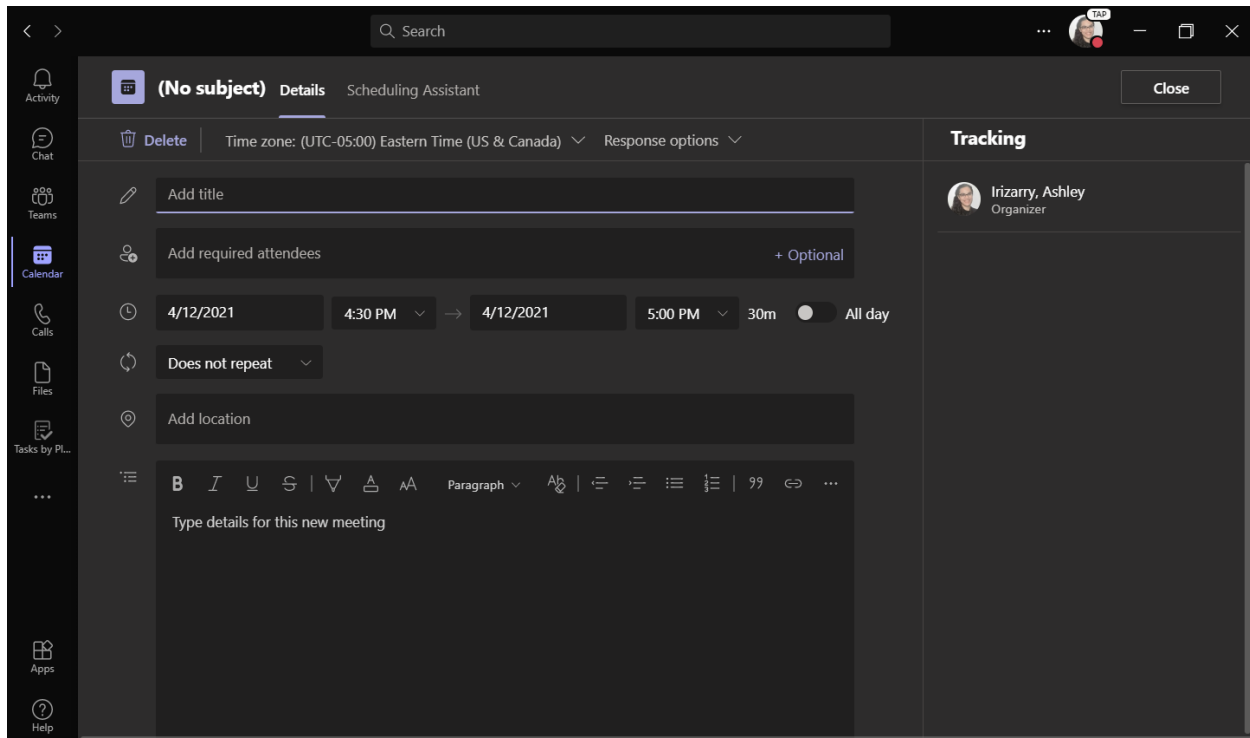 Search
TAP
Activity
Chat
Teams
Calendar
Calls
Files
Tasks by Pl...
Apps
Help
(No subject) Details Scheduling Assistant
Close
Delete Time zone: (UTC-05:00) Eastern Time (US & Canada) Response options
Add title
Add required attendees + Optional
4/12/2021 4:30 PM → 4/12/2021 5:00 PM 30m All day
Does not repeat
Add location
B I U S A AA Paragraph Ab
Type details for this new meeting
Tracking
Irizarry, Ashley
Organizer